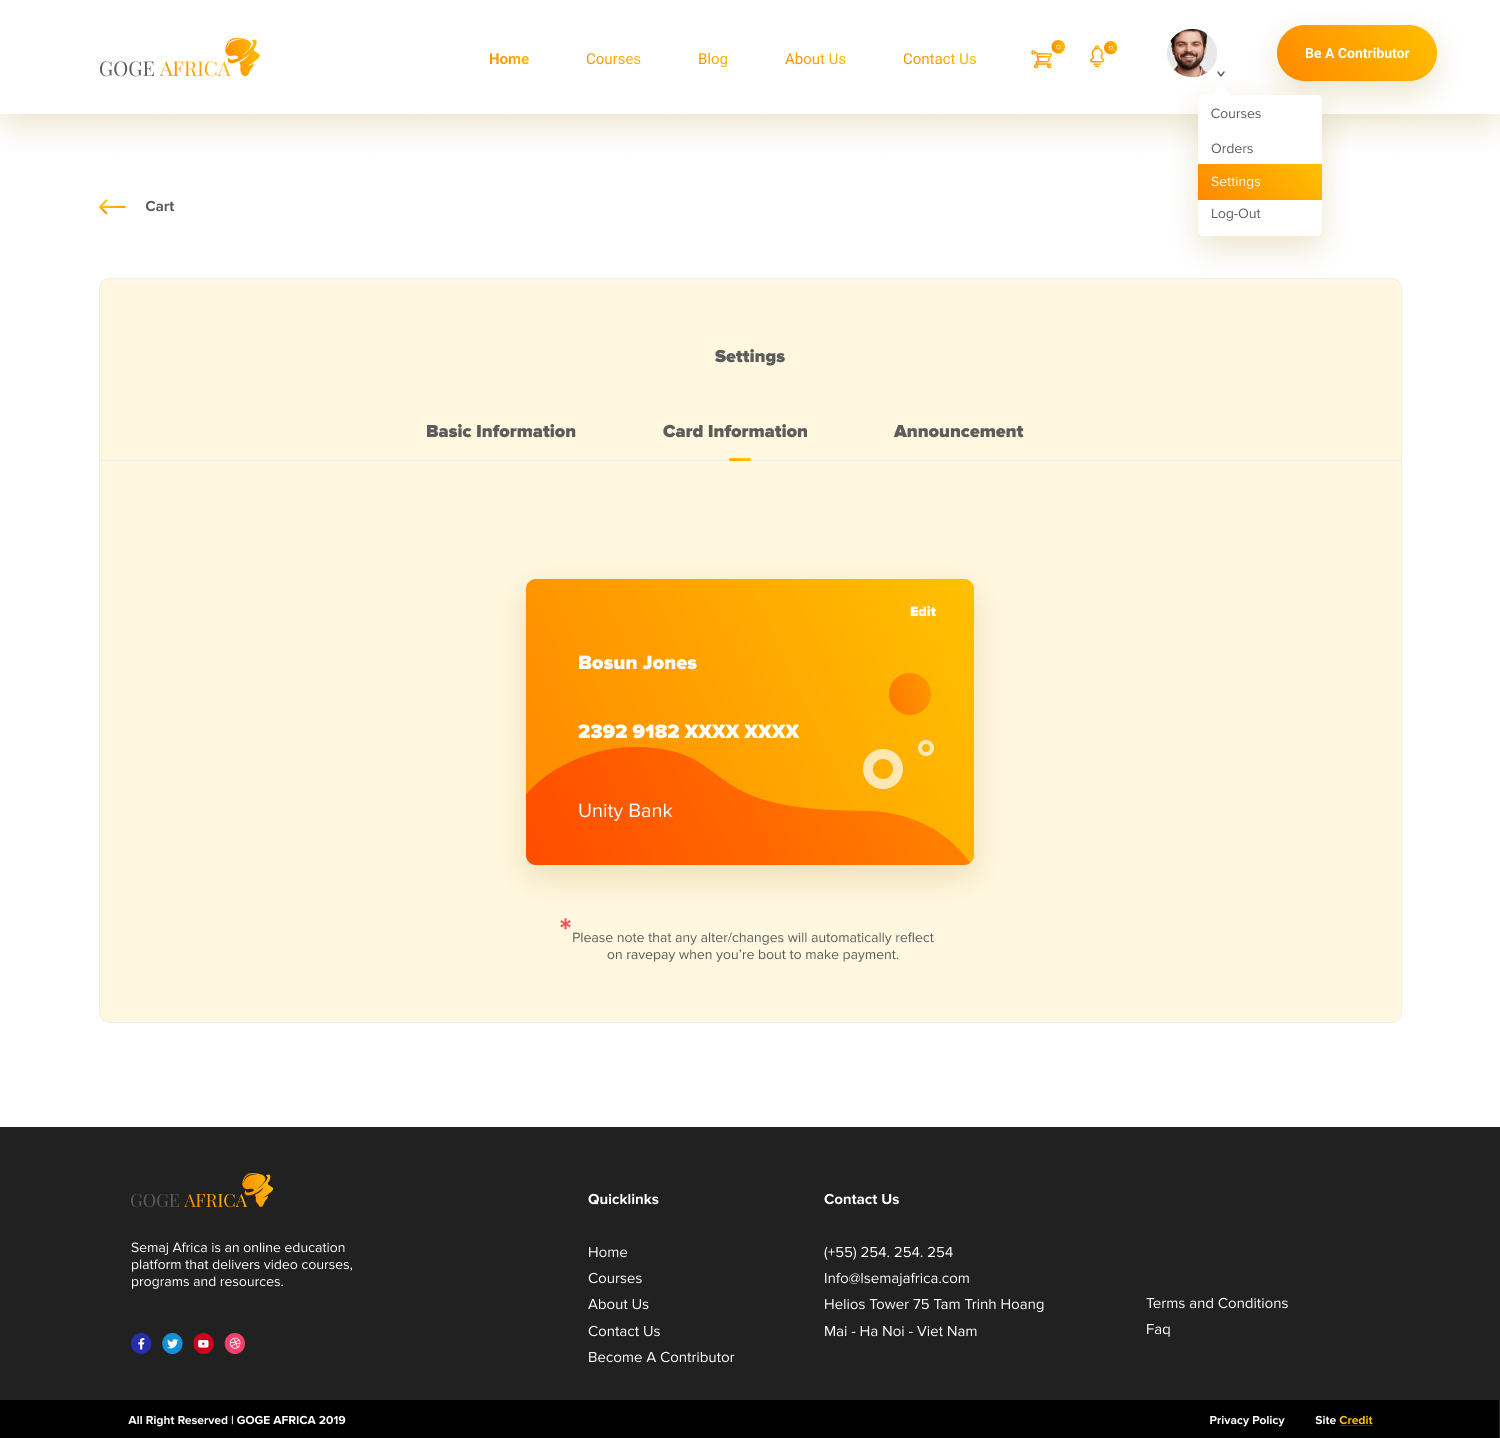 GOGE AFRICA
Home
Courses
Blog
About Us
Contact Us
Be A Contributor
Courses
Orders
Settings
Log-Out
Cart
Settings
Basic Information
Card Information
Announcement
Edit
Bosun Jones
2392 9182 XXXX XXXX
Unity Bank
* Please note that any alter/changes will automatically reflect
on ravepay when you're bout to make payment.
GOGE AFRICA
Semaj Africa is an online education
platform that delivers video courses,
programs and resources.
Quicklinks
Home
Courses
About Us
Contact Us
Become A Contributor
Contact Us
(+55) 254. 254. 254
Info@lsemajafrica.com
Helios Tower 75 Tam Trinh Hoang
Mai - Ha Noi - Viet Nam
Terms and Conditions
Faq
All Right Reserved | GOGE AFRICA 2019
Privacy Policy
Site Credit